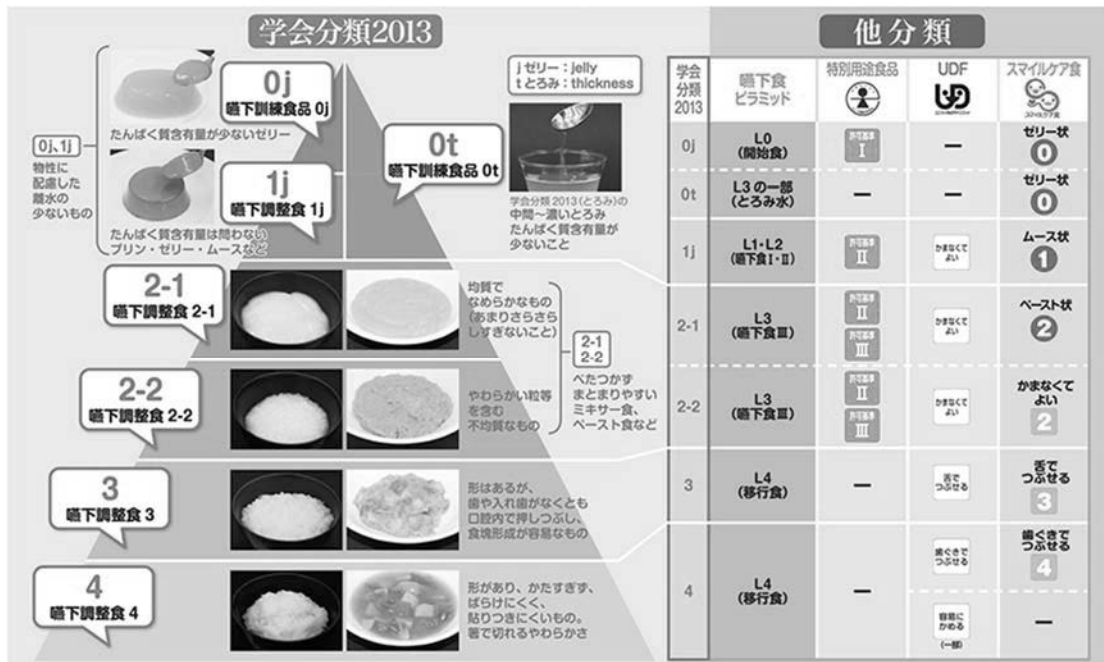 学会分類2013
0j
嚥下訓練食品 0j
たんぱく質含有量が少ないゼリー
0j、1j
物性に
配慮した
離水の
少ないもの
1j
嚥下調整食 1j
たんぱく質含有量は問わない
プリン・ゼリー・ムースなど
0t
嚥下訓練食品 0t
j ゼリー：jelly
t とろみ：thickness
学会分類 2013（とろみ）の
中間～濃いとろみ
たんぱく質含有量が
少ないこと
2-1
嚥下調整食 2-1
均質で
なめらかなもの
（あまりさらさら
しすぎないこと）
2-2
嚥下調整食 2-2
やわらかい粒等
を含む
不均質なもの
2-1
2-2
べたつかず
まとまりやすい
ミキサー食、
ペースト食など
3
嚥下調整食 3
形はあるが、
歯や入れ歯がなくとも
口腔内で押しつぶし、
食塊形成が容易なもの
4
嚥下調整食 4
形があり、かたすぎず、
ばらけにくく、
貼りつきにくいもの。
箸で切れるやわらかさ
他分類
学会
分類
2013
嚥下食
ピラミッド
特別用途食品
UDF
スマイルケア食
スマイルケア食
0j
L0
（開始食）
許可基準
I
ー
ゼリー状
0
0t
L3 の一部
（とろみ水）
ー
ー
ゼリー状
0
1j
L1・L2
（嚥下食Ⅰ・Ⅱ）
許可基準
II
かまなくて
よい
ムース状
1
2-1
L3
（嚥下食Ⅲ）
許可基準
II
許可基準
III
かまなくて
よい
ペースト状
2
2-2
L3
（嚥下食Ⅲ）
許可基準
II
許可基準
III
かまなくて
よい
かまなくて
よい
2
3
L4
（移行食）
ー
舌で
つぶせる
舌で
つぶせる
3
4
L4
（移行食）
ー
歯ぐきで
つぶせる
歯ぐきで
つぶせる
4
容易に
かめる
（一部）
ー